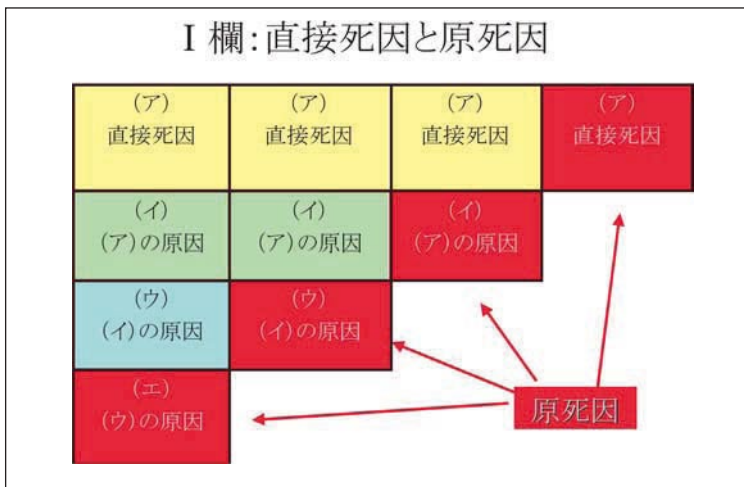 I 欄:直接死因と原死因
(ア)
直接死因
(ア)
直接死因
(ア)
直接死因
(ア)
直接死因
(イ)
(ア)の原因
(イ)
(ア)の原因
(イ)
(ア)の原因
(ウ)
(イ)の原因
(ウ)
(イ)の原因
(エ)
(ウ)の原因
原死因